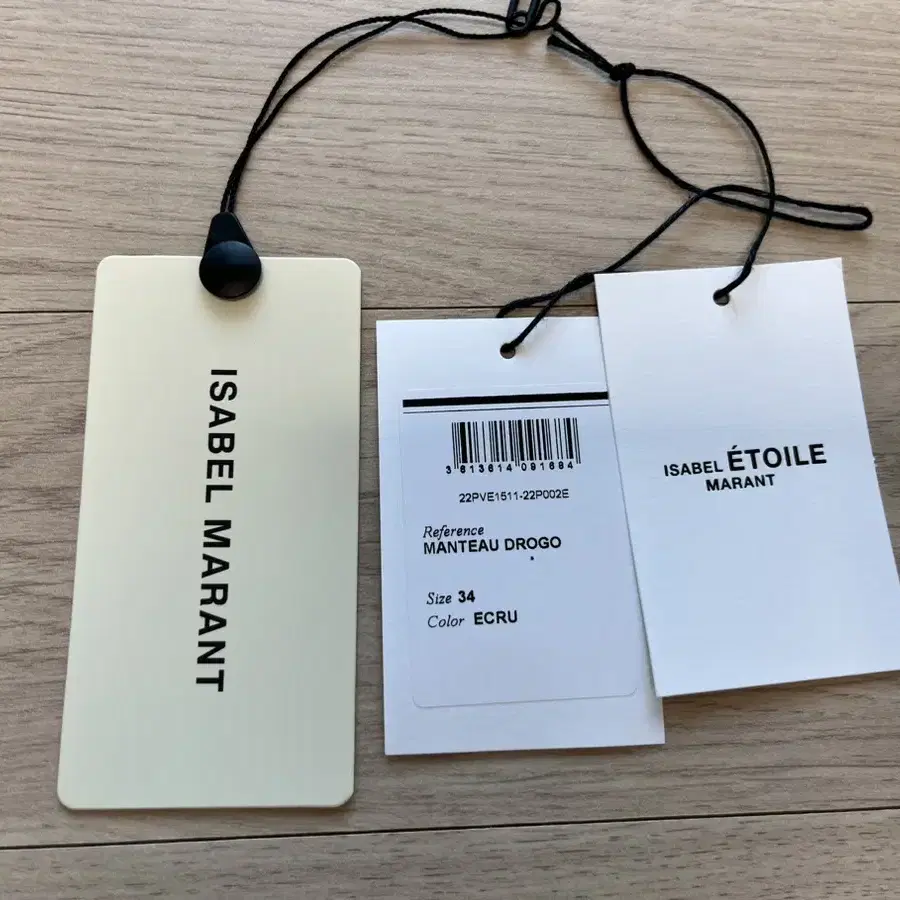 ISABEL MARANT
3 613614 091684
22PVE1511-22P002E
Reference
MANTEAU DROGO
Size 34
Color ECRU
ISABEL ÉTOILE
MARANT